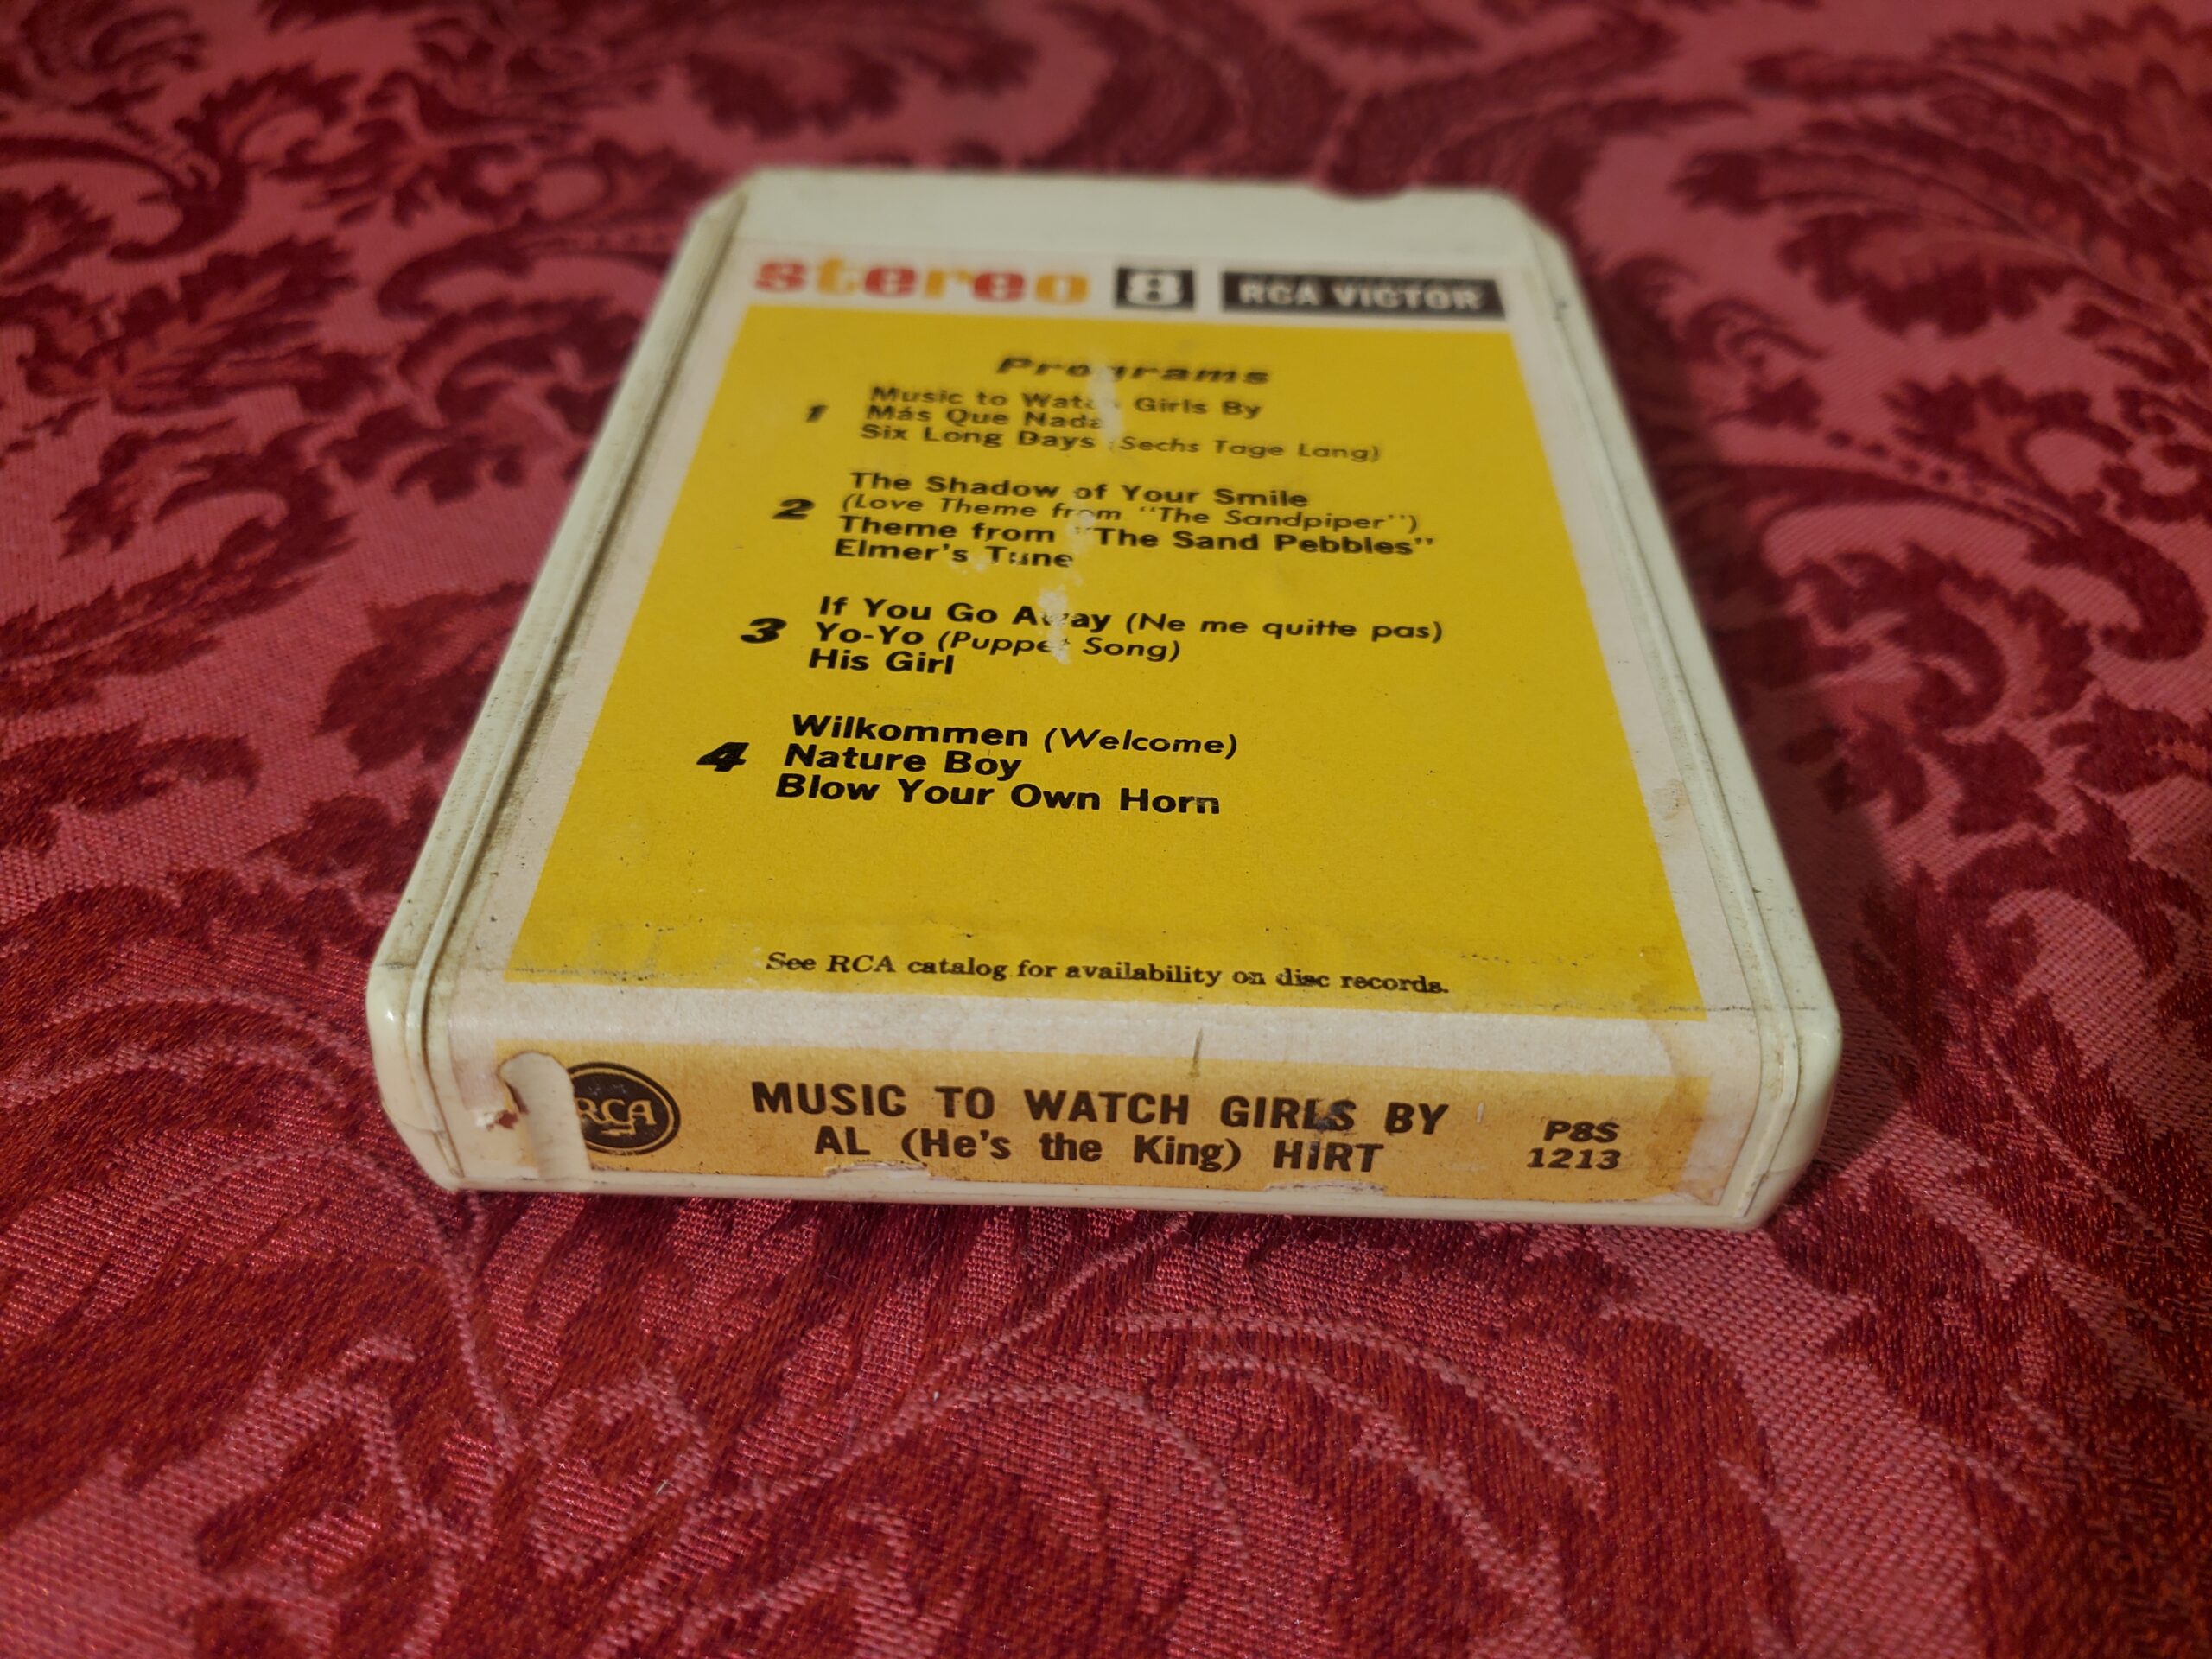 stereo 8 RCA VICTOR
Programs
1
Music to Watch Girls By
Más Que Nada
Six Long Days (Sechs Tage Lang)
2
The Shadow of Your Smile
(Love Theme from "The Sandpiper")
Theme from "The Sand Pebbles"
Elmer's Tune
3
If You Go Away (Ne me quitte pas)
Yo-Yo (Puppet Song)
His Girl
4
Wilkommen (Welcome)
Nature Boy
Blow Your Own Horn
See RCA catalog for availability on disc records.
RCA
MUSIC TO WATCH GIRLS BY
AL (He's the King) HIRT
P8S
1213